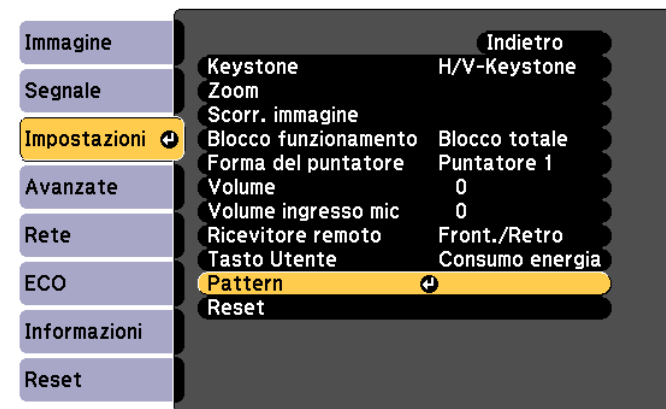 Immagine
Segnale
Impostazioni
Avanzate
Rete
ECO
Informazioni
Reset
Indietro
Keystone H/V-Keystone
Zoom
Scorr. immagine
Blocco funzionamento Blocco totale
Forma del puntatore Puntatore 1
Volume 0
Volume ingresso mic 0
Ricevitore remoto Front./Retro
Tasto Utente Consumo energia
Pattern
Reset